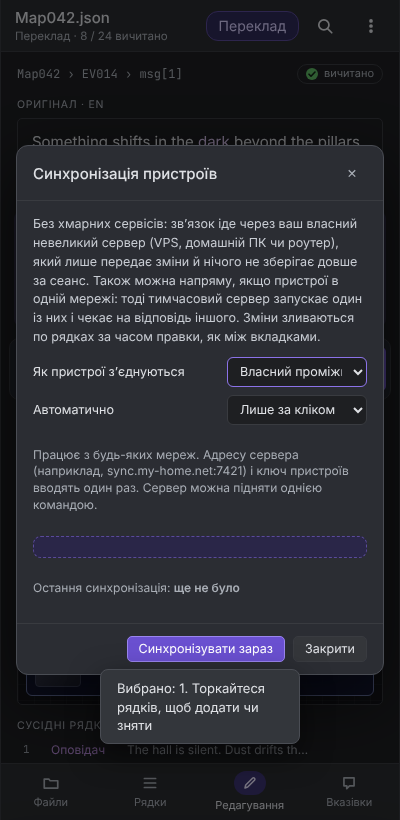 Map042.json
Переклад · 8 / 24 вичитано
Переклад
Map042 › EV014 › msg[1]
вичитано
ОРИГІНАЛ · EN
Something shifts in the dark beyond the pillars
Синхронізація пристроїв
×
Без хмарних сервісів: зв’язок іде через ваш власний
невеликий сервер (VPS, домашній ПК чи роутер),
який лише передає зміни й нічого не зберігає довше
за сеанс. Також можна напряму, якщо пристрої в
одній мережі: тоді тимчасовий сервер запускає один
із них і чекає на відповідь іншого. Зміни зливаються
по рядках за часом правки, як між вкладками.
Як пристрої з’єднуються
Власний проміж
Автоматично
Лише за кліком
Працює з будь-яких мереж. Адресу сервера
(наприклад, sync.my-home.net:7421) і ключ пристроїв
вводять один раз. Сервер можна підняти однією
командою.
Остання синхронізація: ще не було
Синхронізувати зараз
Закрити
Вибрано: 1. Торкайтеся
рядків, щоб додати чи
зняти
СУСІДНІ РЯДК
1 Оповідач The hall is silent. Dust drifts th…
Файли
Рядки
Редагування
Вказівки